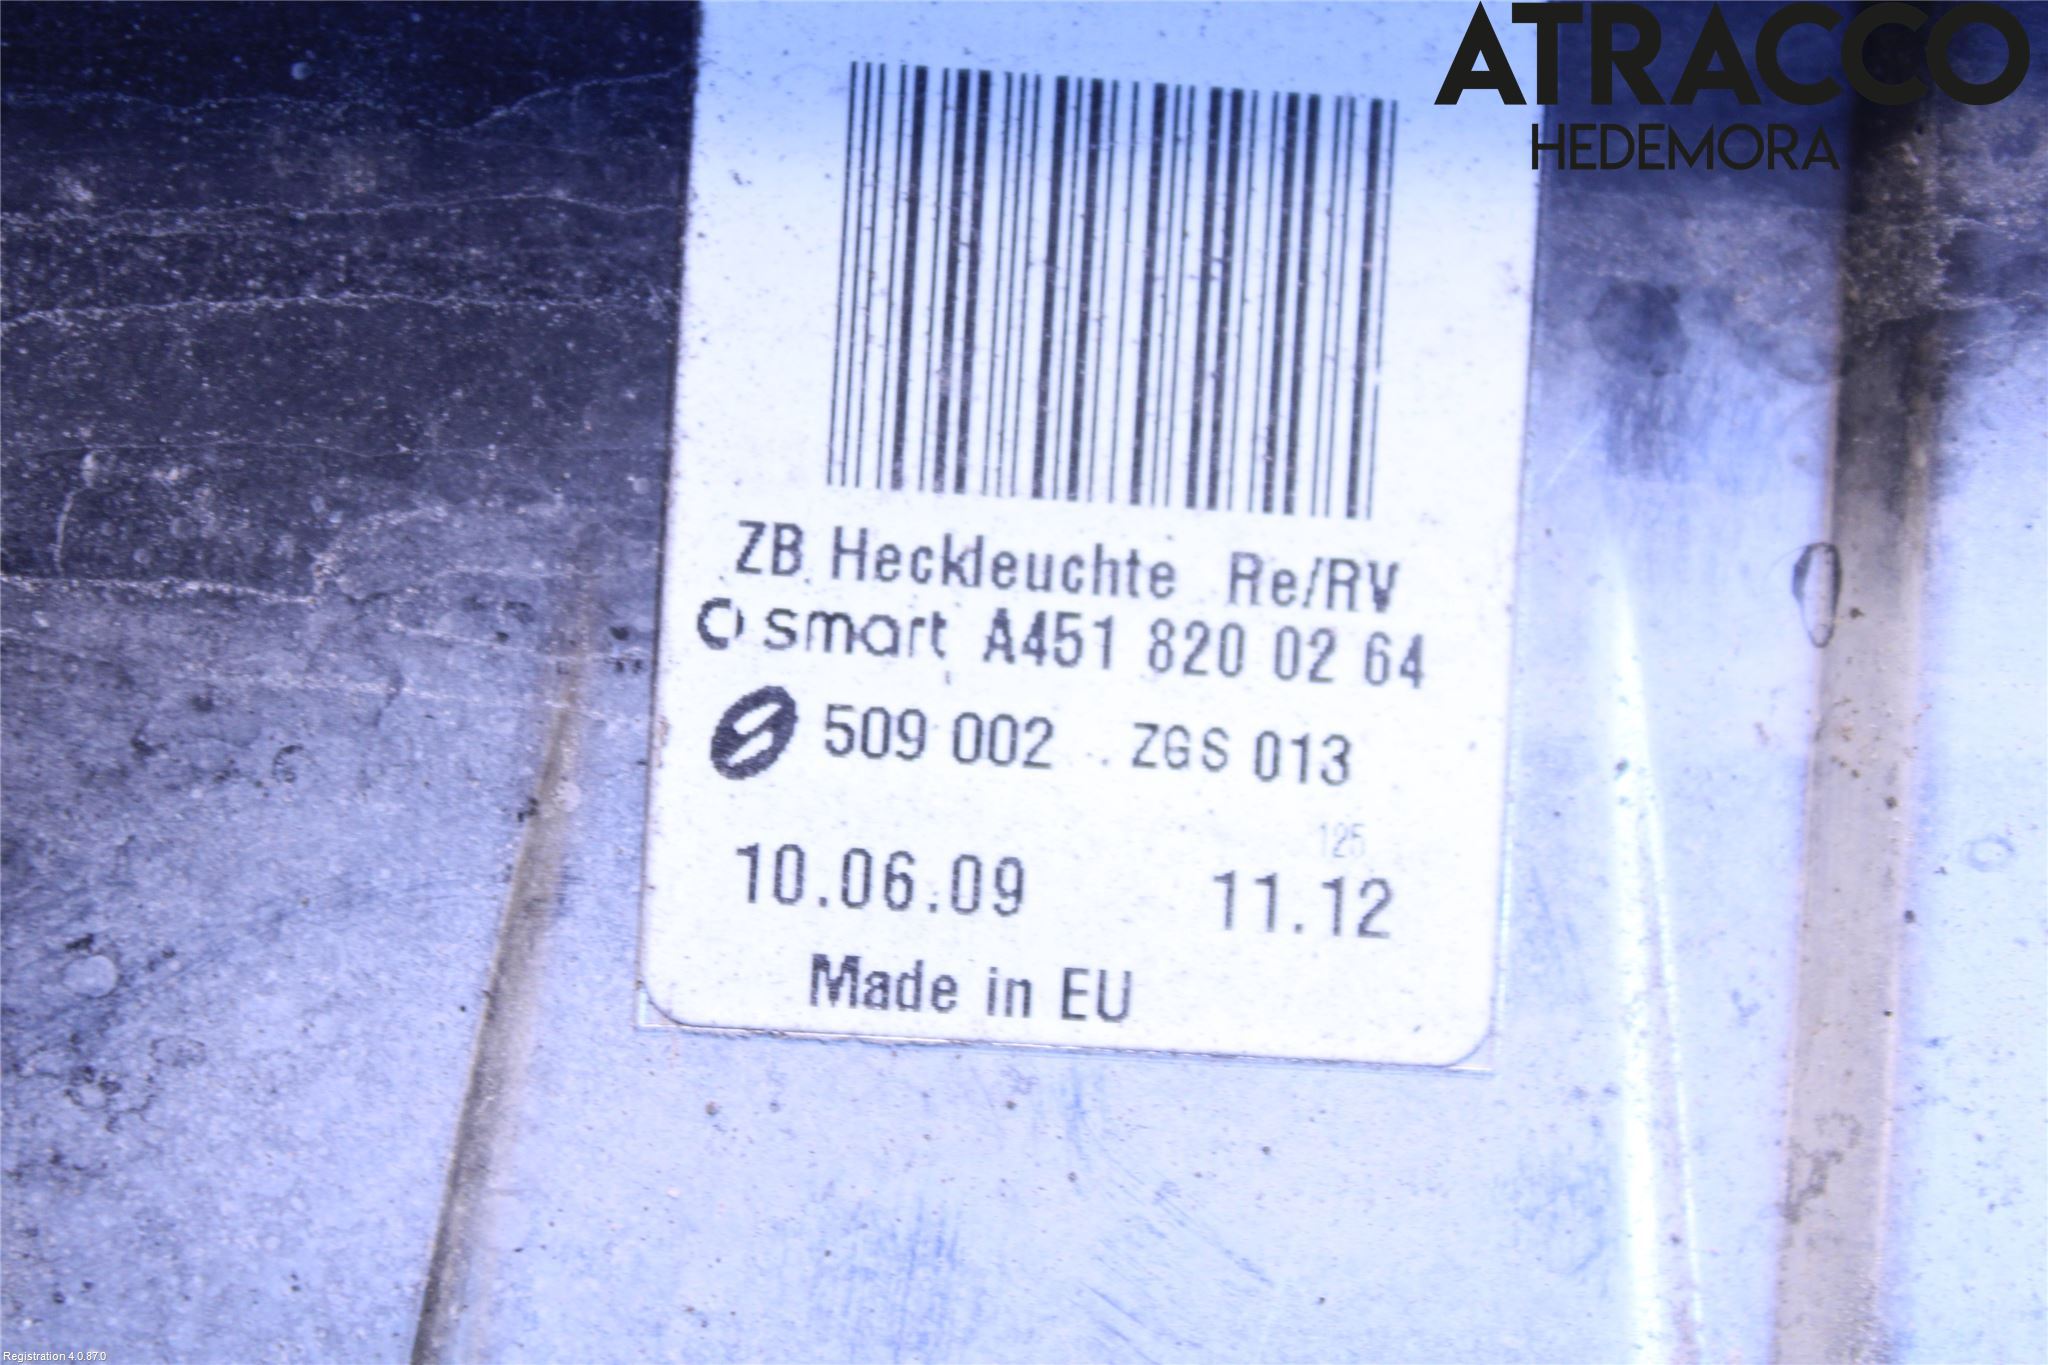 ATRACCO
HEDEMORA
ZB Heckleuchte Re/RV
smart A451 820 02 64
509 002 ZGS 013
125
10.06.09 11.12
Made in EU
Registration 4.0.87.0